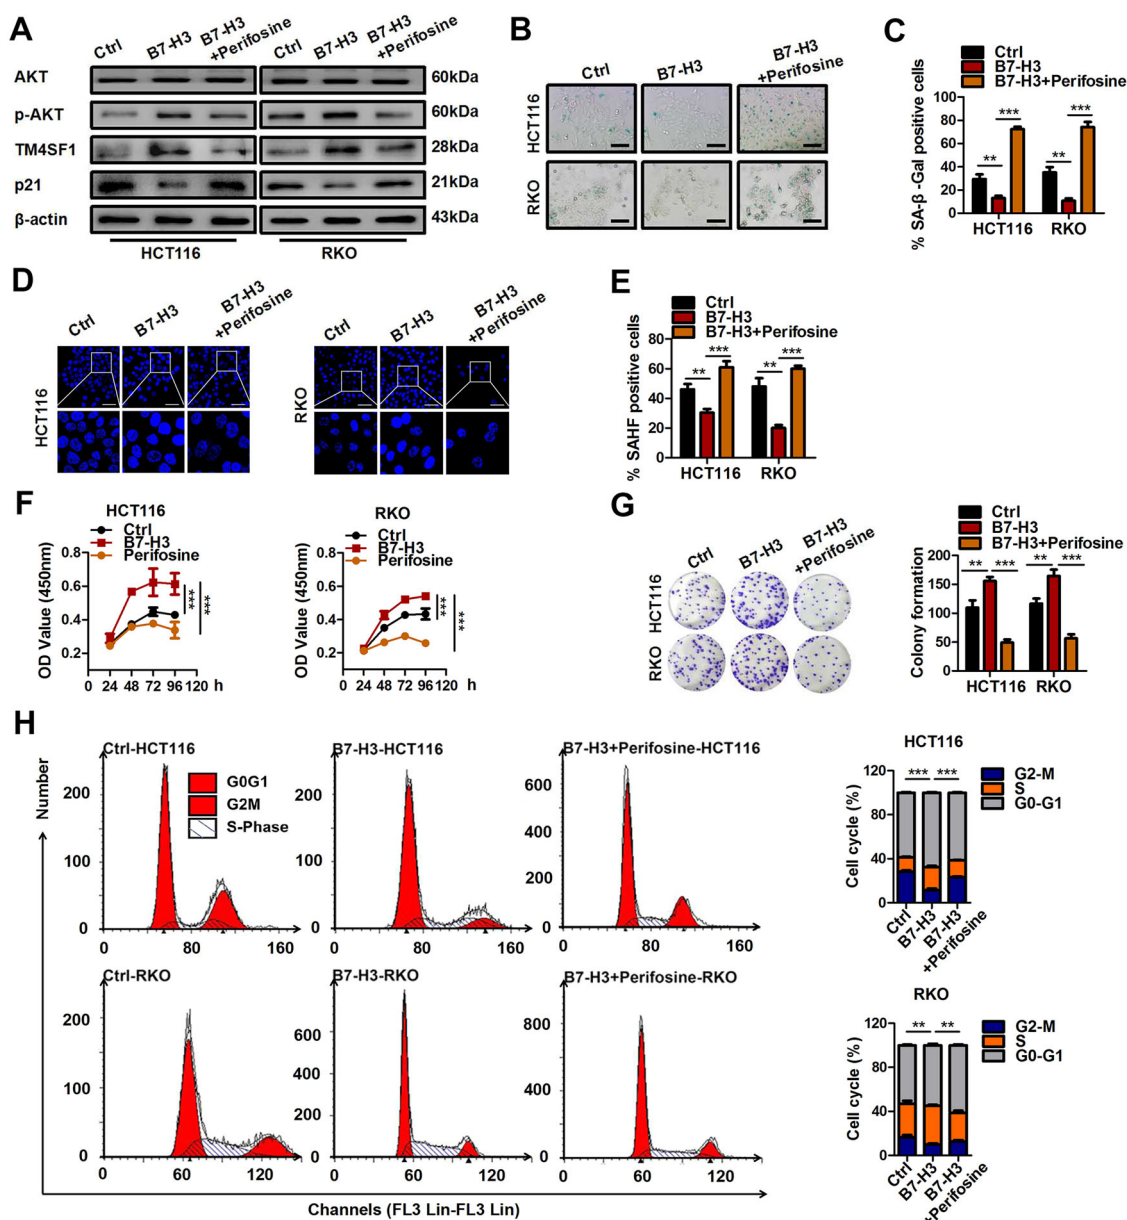 A
Ctrl
B7-H3
B7-H3
+Perifosine
Ctrl
B7-H3
B7-H3
+Perifosine
AKT
60kDa
p-AKT
60kDa
TM4SF1
28kDa
p21
21kDa
β-actin
43kDa
HCT116
RKO
B
Ctrl
B7-H3
B7-H3
+Perifosine
HCT116
RKO
C
Ctrl
B7-H3
B7-H3+Perifosine
% SA-β -Gal positive cells
100
80
60
40
20
0
**
***
**
***
HCT116
RKO
D
Ctrl
B7-H3
B7-H3
+Perifosine
HCT116
Ctrl
B7-H3
B7-H3
+Perifosine
RKO
E
Ctrl
B7-H3
B7-H3+Perifosine
% SAHF positive cells
80
60
40
20
0
**
***
**
***
HCT116
RKO
F
HCT116
Ctrl
B7-H3
Perifosine
OD Value (450nm)
0.8
0.6
0.4
0.2
***
***
0 24 48 72 96 120 h
RKO
Ctrl
B7-H3
Perifosine
OD Value (450nm)
0.8
0.6
0.4
0.2
***
***
0 24 48 72 96 120 h
G
Ctrl
B7-H3
B7-H3
+Perifosine
HCT116
RKO
Ctrl
B7-H3
B7-H3+Perifosine
Colony formation
200
150
100
50
0
**
***
**
***
HCT116
RKO
H
Number
Ctrl-HCT116
G0G1
G2M
S-Phase
200
100
0
0 80 160
B7-H3-HCT116
200
100
0
0 80 160
B7-H3+Perifosine-HCT116
600
400
200
0
0 80 160
HCT116
Cell cycle (%)
120
80
40
0
***
***
G2-M
S
G0-G1
Ctrl
B7-H3
B7-H3
+Perifosine
Ctrl-RKO
200
100
0
0 60 120
B7-H3-RKO
600
400
200
0
0 60 120
B7-H3+Perifosine-RKO
800
400
0
0 60 120
RKO
Cell cycle (%)
120
80
40
0
**
**
G2-M
S
G0-G1
Ctrl
B7-H3
B7-H3
+Perifosine
Channels (FL3 Lin-FL3 Lin)